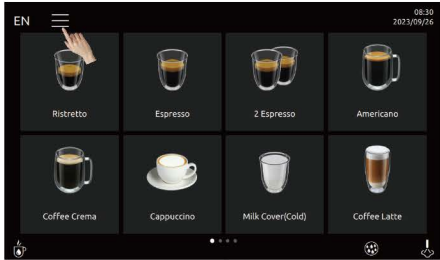 EN
08:30
2023/09/26
Ristretto
Espresso
2 Espresso
Americano
Coffee Crema
Cappuccino
Milk Cover(Cold)
Coffee Latte